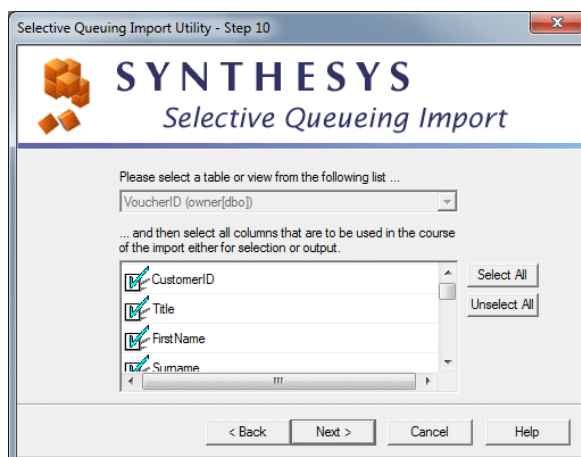 Selective Queuing Import Utility - Step 10
SYNTHESYS
Selective Queueing Import
Please select a table or view from the following list ...
VoucherID (owner[dbo])
... and then select all columns that are to be used in the course
of the import either for selection or output.
CustomerID
Select All
Title
Unselect All
FirstName
Surname
< Back
Next >
Cancel
Help